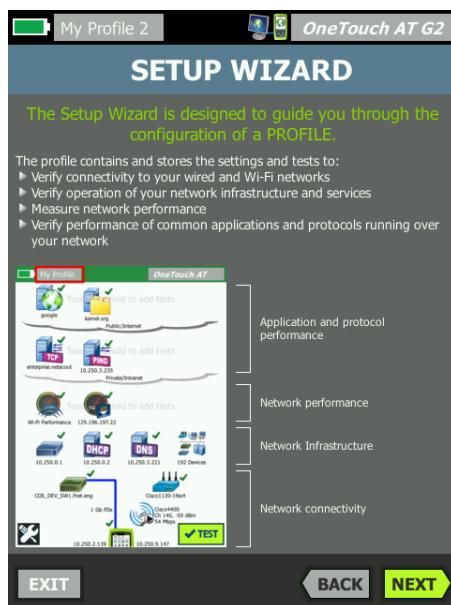 My Profile 2
OneTouch AT G2
SETUP WIZARD
The Setup Wizard is designed to guide you through the
configuration of a PROFILE.
The profile contains and stores the settings and tests to:
Verify connectivity to your wired and Wi-Fi networks
Verify operation of your network infrastructure and services
Measure network performance
Verify performance of common applications and protocols running over
your network
My Profile
OneTouch AT
google
kernel.org
Public/Internet
Application and protocol
performance
TCP
PING
enterprise.netscout
10.250.3.235
Private/Intranet
Wi-Fi Performance
129.196.197.22
Network performance
DHCP
DNS
10.250.0.1
10.250.0.2
10.250.3.221
192 Devices
Network Infrastructure
COS_DEV_SW1.fnet.eng
Cisco1130-1Nort
1 Gb FDx
Cisco4400
Ch 140, -59 dBm
54 Mbps
Network connectivity
10.250.2.139
10.250.9.147
TEST
EXIT
BACK
NEXT